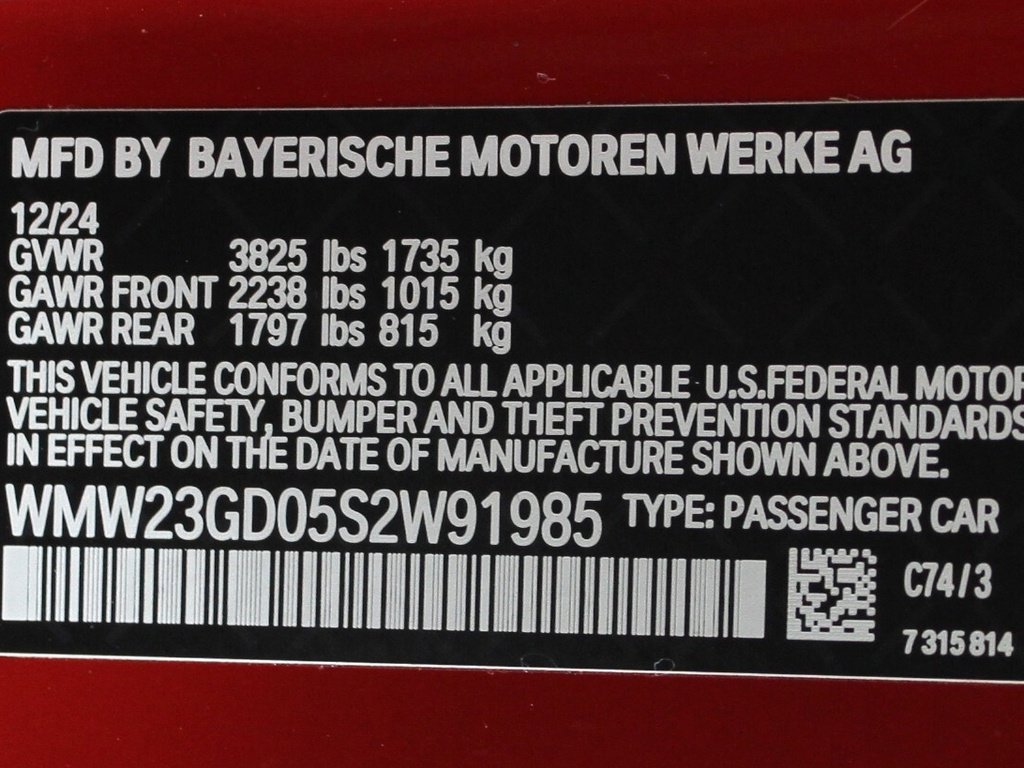 MFD BY BAYERISCHE MOTOREN WERKE AG
12/24
GVWR 3825 lbs 1735 kg
GAWR FRONT 2238 lbs 1015 kg
GAWR REAR 1797 lbs 815 kg
THIS VEHICLE CONFORMS TO ALL APPLICABLE U.S.FEDERAL MOTOR
VEHICLE SAFETY, BUMPER AND THEFT PREVENTION STANDARDS
IN EFFECT ON THE DATE OF MANUFACTURE SHOWN ABOVE.
WMW23GD05S2W91985 TYPE: PASSENGER CAR
C74/3
7 315 814